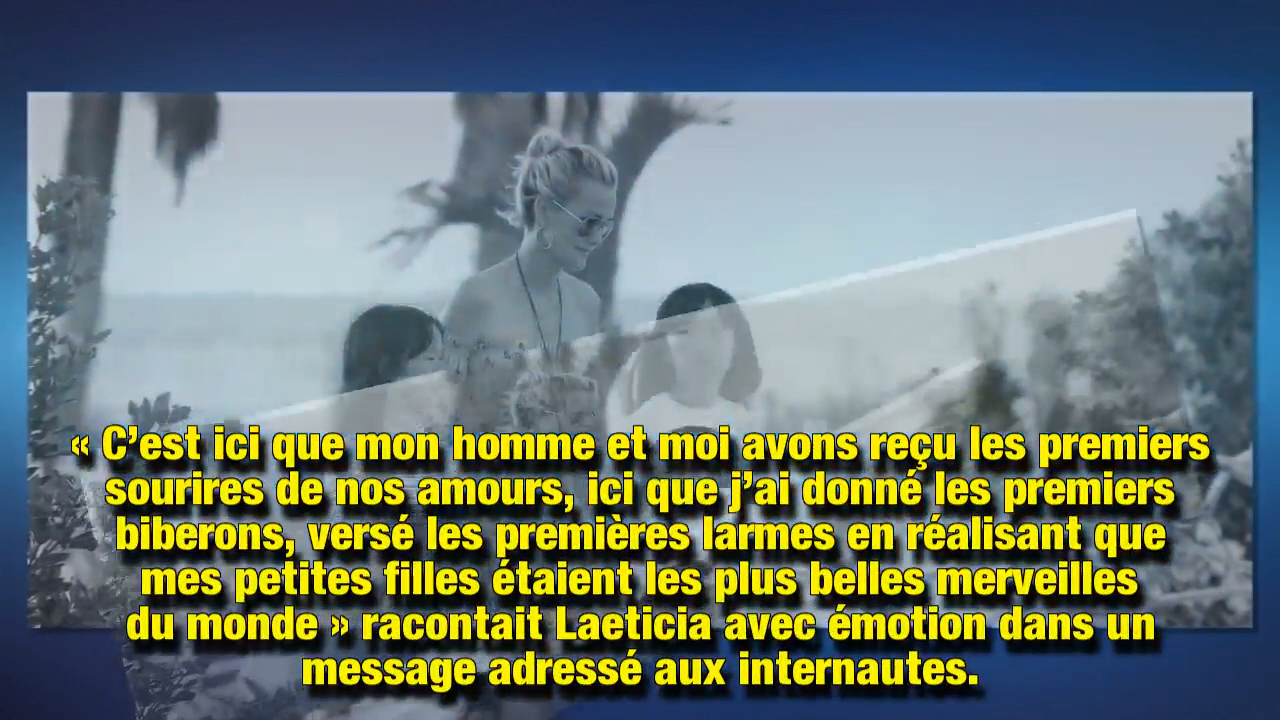 « C’est ici que mon homme et moi avons reçu les premiers
sourires de nos amours, ici que j’ai donné les premiers
biberons, versé les premières larmes en réalisant que
mes petites filles étaient les plus belles merveilles
du monde » racontait Laeticia avec émotion dans un
message adressé aux internautes.